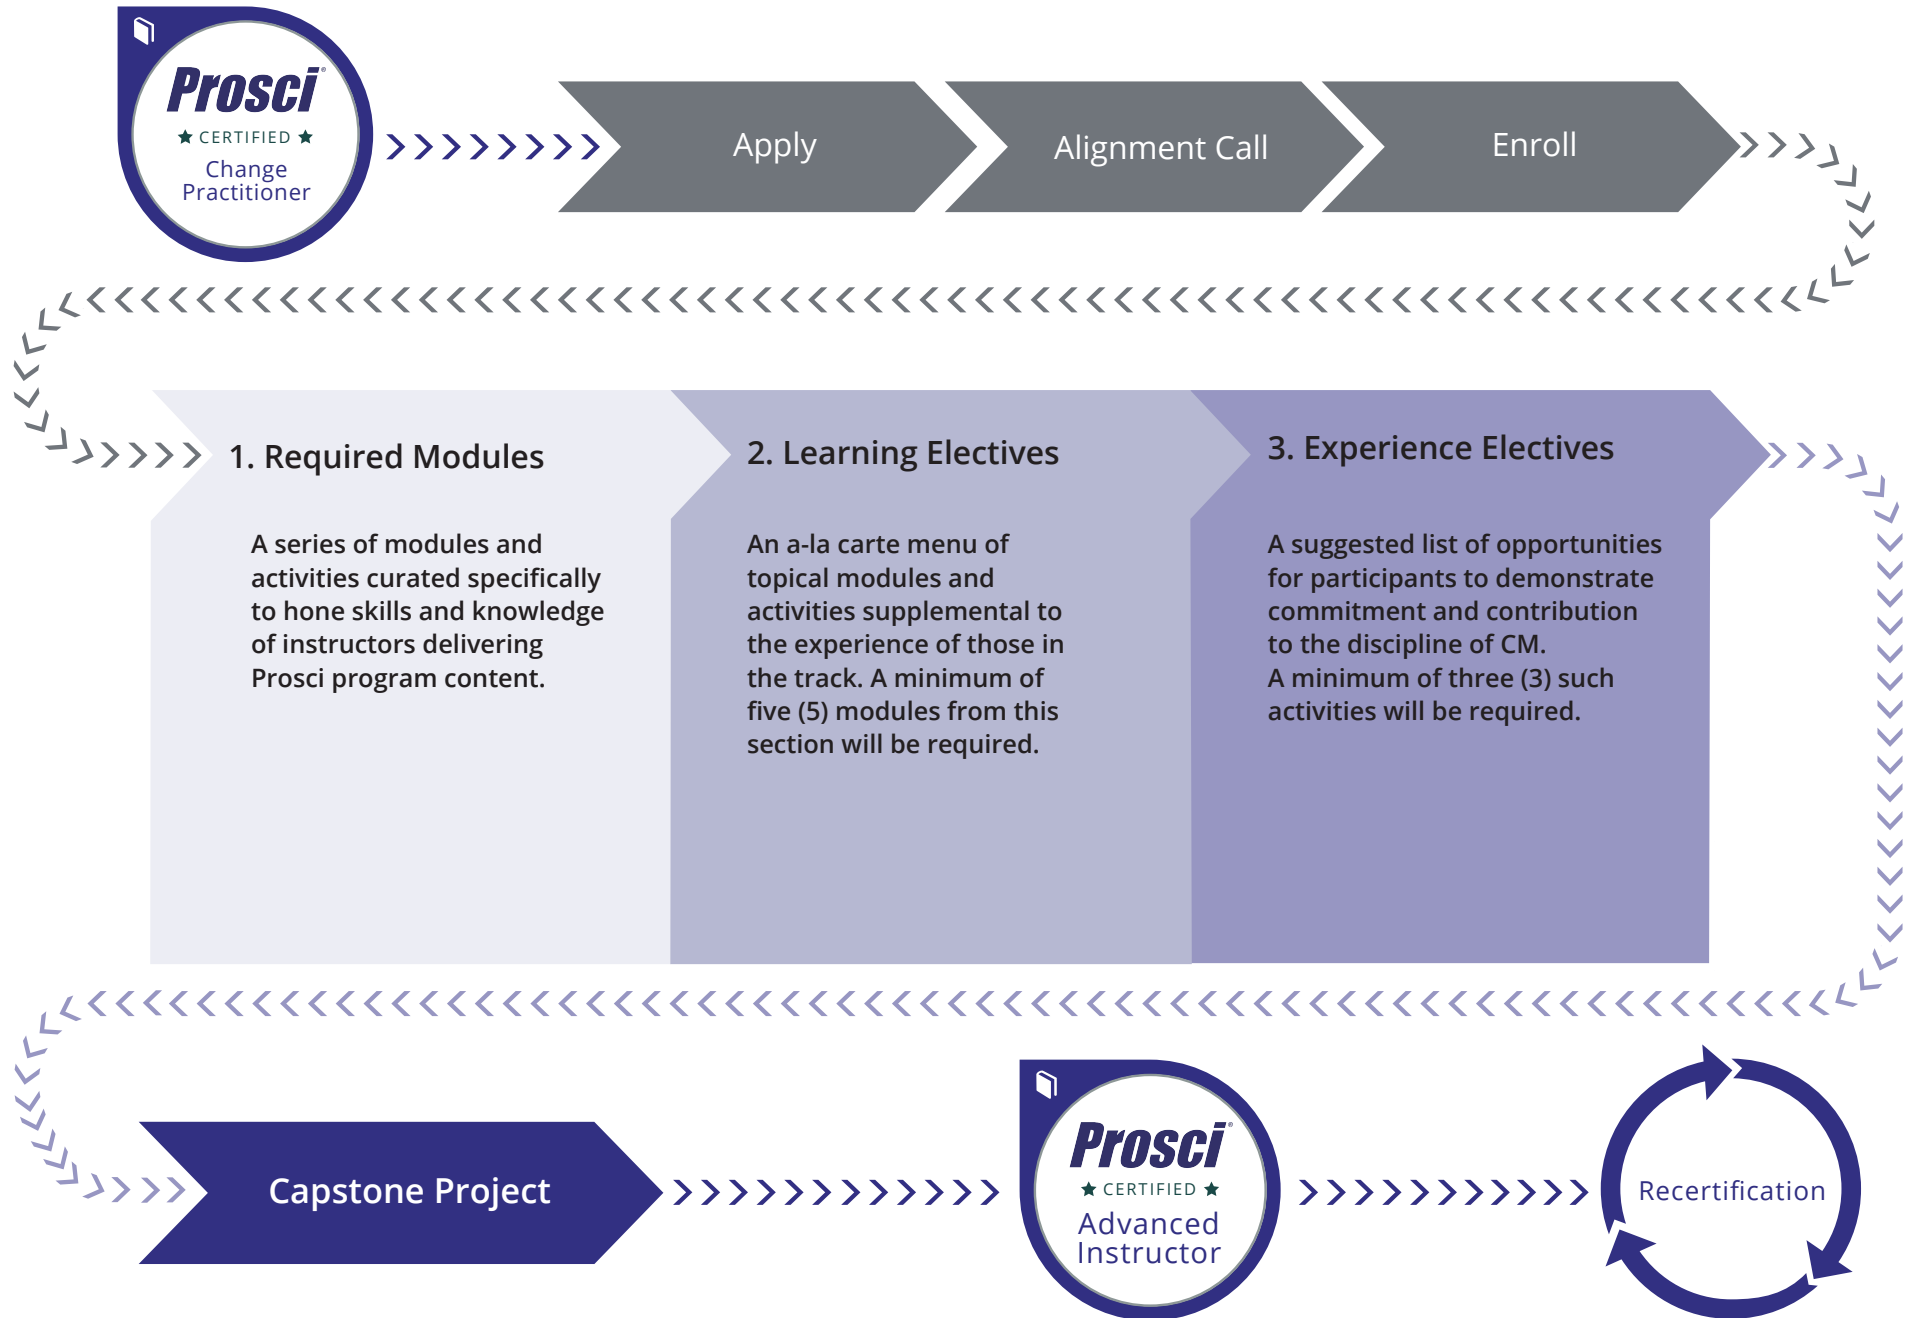 Prosci®
★ CERTIFIED ★
Change
Practitioner
Apply
Alignment Call
Enroll
1. Required Modules
A series of modules and
activities curated specifically
to hone skills and knowledge
of instructors delivering
Prosci program content.
2. Learning Electives
An a-la carte menu of
topical modules and
activities supplemental to
the experience of those in
the track. A minimum of
five (5) modules from this
section will be required.
3. Experience Electives
A suggested list of opportunities
for participants to demonstrate
commitment and contribution
to the discipline of CM.
A minimum of three (3) such
activities will be required.
Capstone Project
Prosci®
★ CERTIFIED ★
Advanced
Instructor
Recertification